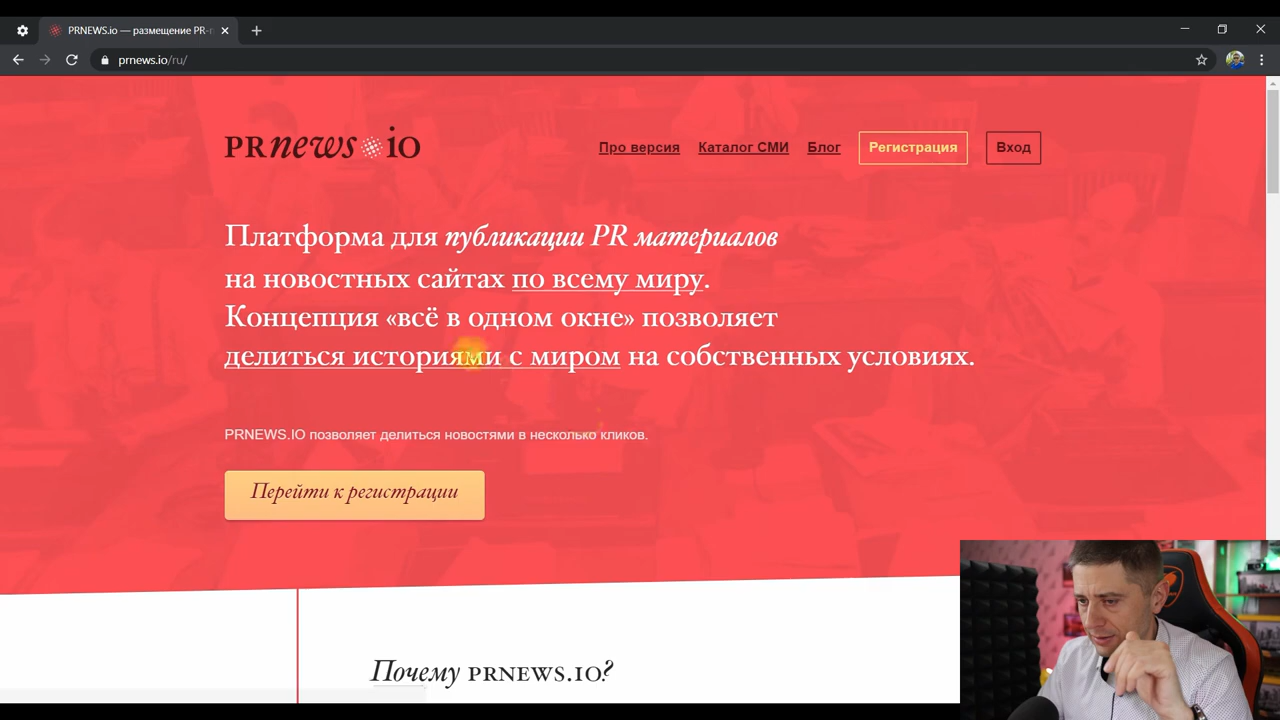 PRNEWS.io — размещение PR-
prnews.io/ru/
PRnews.io
Про версия Каталог СМИ Блог Регистрация Вход
Платформа для публикации PR материалов
на новостных сайтах по всему миру.
Концепция «всё в одном окне» позволяет
делиться историями с миром на собственных условиях.
PRNEWS.IO позволяет делиться новостями в несколько кликов.
Перейти к регистрации
Почему PRNEWS.IO?